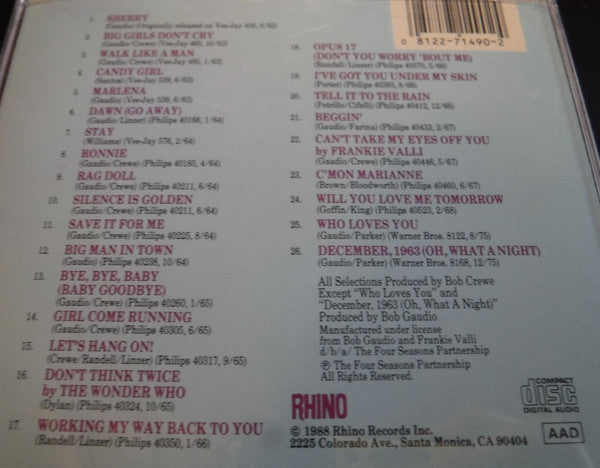 1. SHERRY
(Gaudio) (Originally released on Vee-Jay 456, 8/62)
2. BIG GIRLS DON'T CRY
(Gaudio/Crewe) (Vee-Jay 465, 10/62)
3. WALK LIKE A MAN
(Gaudio/Crewe) (Vee-Jay 485, 1/63)
4. CANDY GIRL
(Santos) (Vee-Jay 539, 6/63)
5. MARLENA
(Gaudio) (Vee-Jay 539, 6/63)
6. DAWN (GO AWAY)
(Gaudio/Linzer) (Philips 40166, 1/64)
7. STAY
(Williams) (Vee-Jay 576, 2/64)
8. RONNIE
(Gaudio/Crewe) (Philips 40185, 4/64)
9. RAG DOLL
(Gaudio/Crewe) (Philips 40211, 6/64)
10. SILENCE IS GOLDEN
(Gaudio/Crewe) (Philips 40211, 6/64)
11. SAVE IT FOR ME
(Gaudio/Crewe) (Philips 40225, 8/64)
12. BIG MAN IN TOWN
(Gaudio) (Philips 40238, 10/64)
13. BYE, BYE, BABY
(BABY GOODBYE)
(Gaudio/Crewe) (Philips 40260, 1/65)
14. GIRL COME RUNNING
(Gaudio/Crewe) (Philips 40305, 6/65)
15. LET'S HANG ON!
(Crewe/Randell/Linzer) (Philips 40317, 9/65)
16. DON'T THINK TWICE
by THE WONDER WHO
(Dylan) (Philips 40324, 10/65)
17. WORKING MY WAY BACK TO YOU
(Randell/Linzer) (Philips 40350, 1/66)
0 8122-71490-2
18. OPUS 17
(DON'T YOU WORRY 'BOUT ME)
(Randell/Linzer) (Philips 40370, 5/66)
19. I'VE GOT YOU UNDER MY SKIN
(Porter) (Philips 40393, 8/66)
20. TELL IT TO THE RAIN
(Petrillo/Cifelli) (Philips 40412, 12/66)
21. BEGGIN'
(Gaudio/Farina) (Philips 40433, 2/67)
22. CAN'T TAKE MY EYES OFF YOU
by FRANKIE VALLI
(Gaudio/Crewe) (Philips 40446, 5/67)
23. C'MON MARIANNE
(Brown/Bloodworth) (Philips 40460, 6/67)
24. WILL YOU LOVE ME TOMORROW
(Goffin/King) (Philips 40523, 2/68)
25. WHO LOVES YOU
(Gaudio/Parker) (Warner Bros. 8122, 8/75)
26. DECEMBER, 1963 (OH, WHAT A NIGHT)
(Gaudio/Parker) (Warner Bros. 8168, 12/75)
All Selections Produced by Bob Crewe
Except "Who Loves You" and
"December, 1963 (Oh, What A Night)"
Produced by Bob Gaudio
Manufactured under license
from Bob Gaudio and Frankie Valli
d/b/a/ The Four Seasons Partnership
℗ The Four Seasons Partnership
All Rights Reserved.
RHINO
© 1988 Rhino Records Inc.
2225 Colorado Ave., Santa Monica, CA 90404
COMPACT
disc
DIGITAL AUDIO
AAD